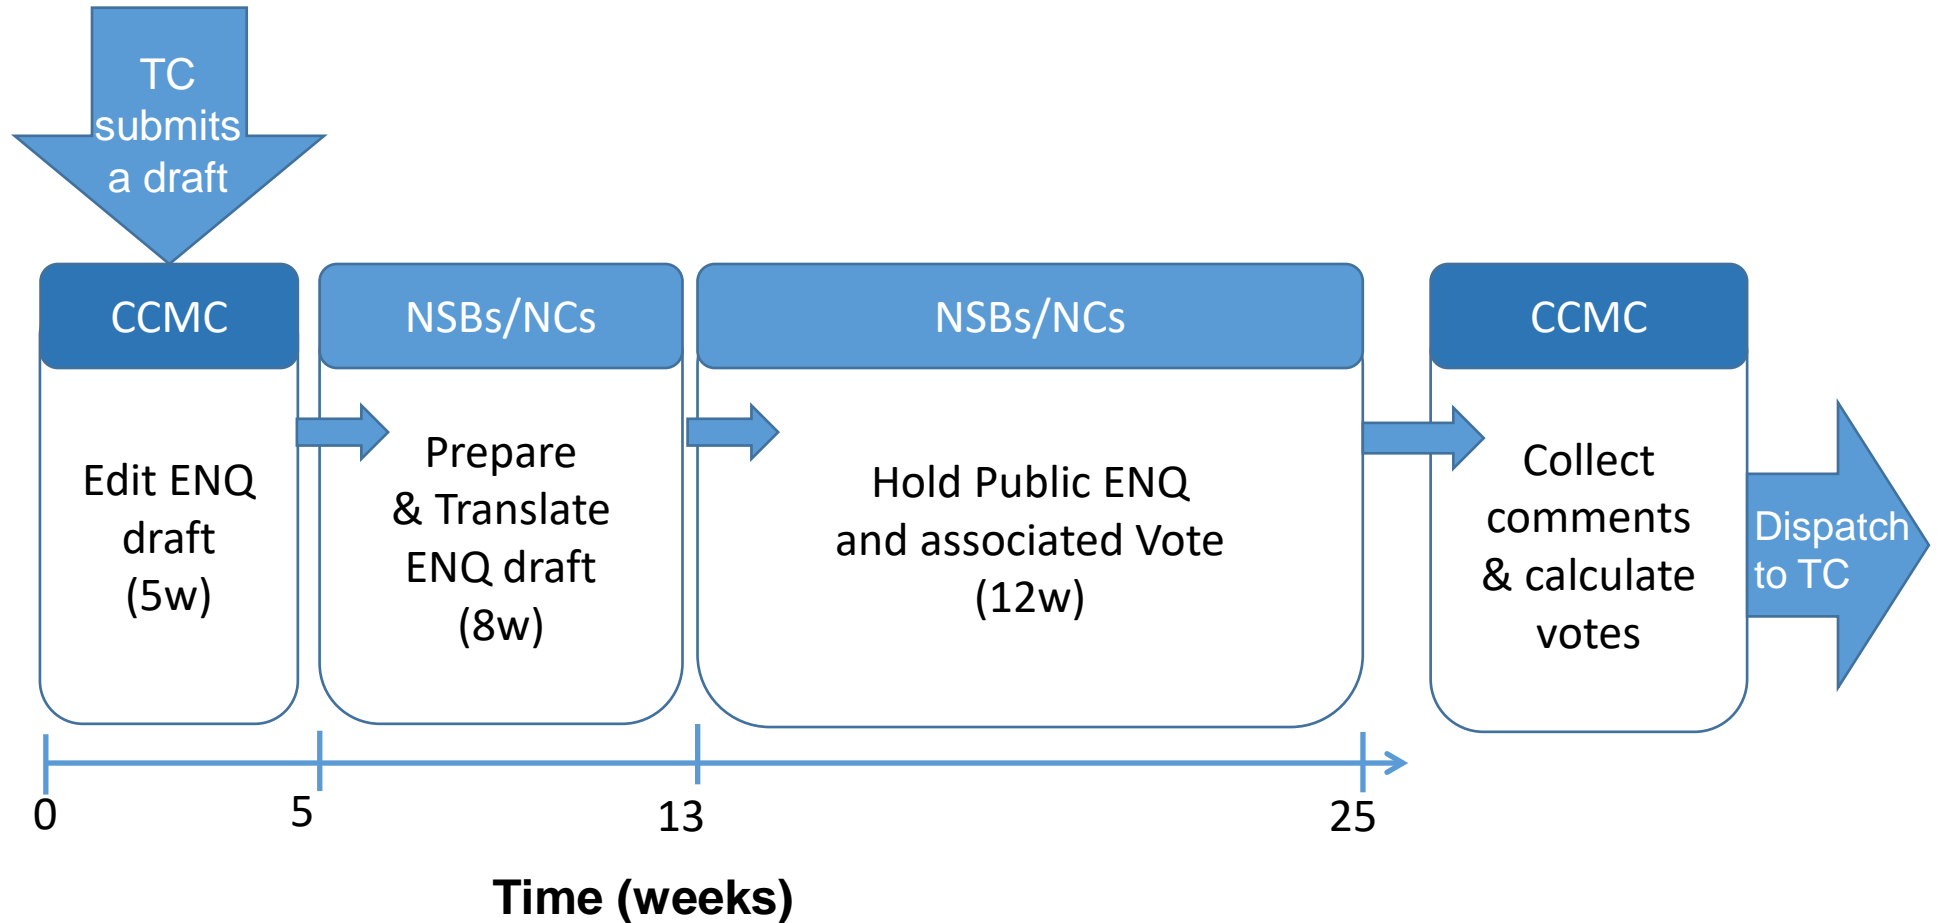 TC
submits
a draft
CCMC
Edit ENQ
draft
(5w)
NSBs/NCs
Prepare
& Translate
ENQ draft
(8w)
NSBs/NCs
Hold Public ENQ
and associated Vote
(12w)
CCMC
Collect
comments
& calculate
votes
Dispatch
to TC
0
5
13
25
Time (weeks)